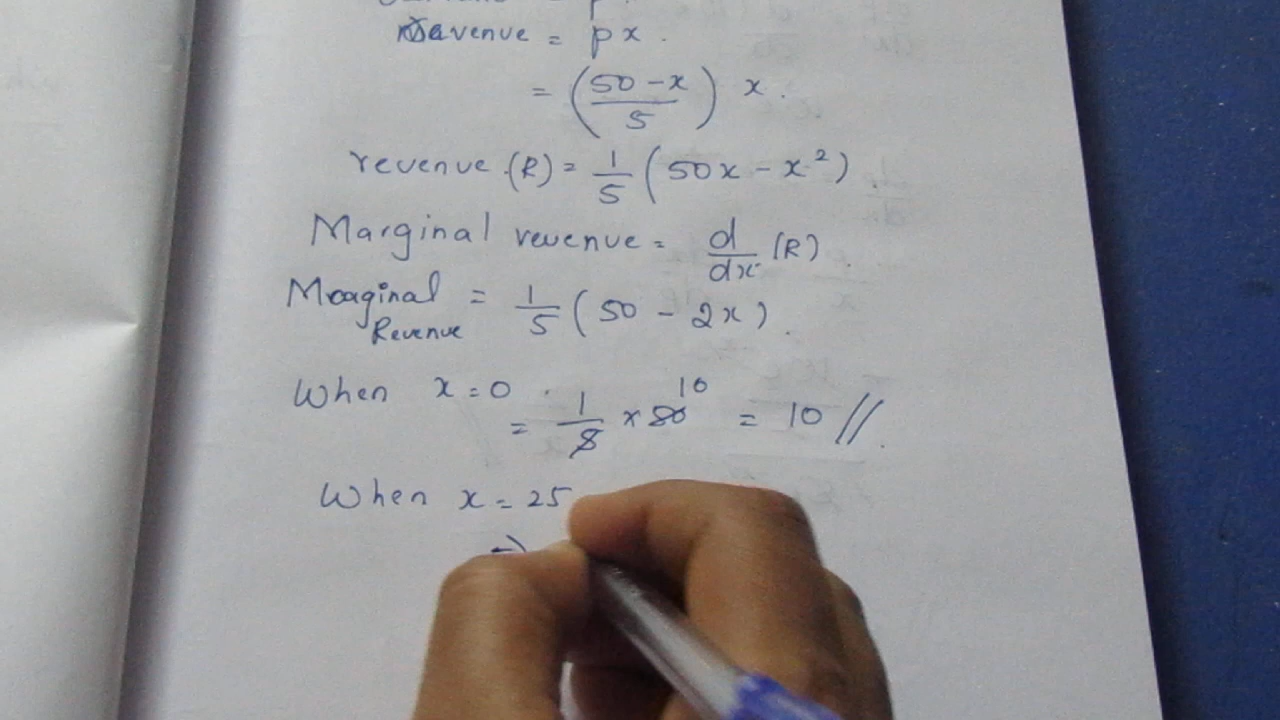 Revenue = px.
= (50 - x / 5) x.
revenue (R) = 1/5 (50x - x²)
Marginal revenue = d/dx (R).
Marginal Revenue = 1/5 (50 - 2x).
When x = 0.
= 1/5 × 50 10 = 10 //.
When x = 25
⇒